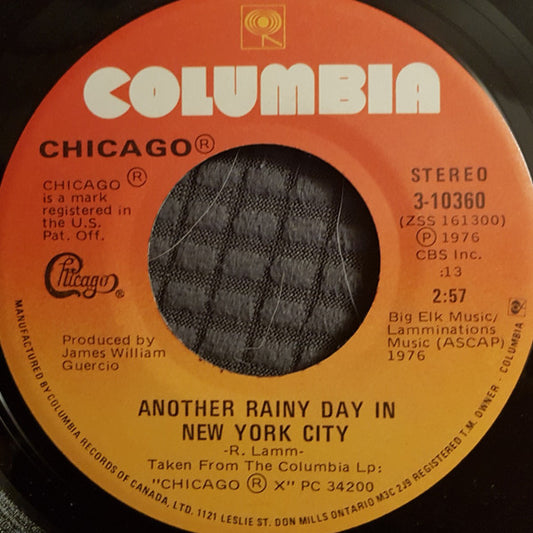 COLUMBIA
CHICAGO®
CHICAGO ®
is a mark
registered in
the U.S.
Pat. Off.
Chicago®
Produced by
James William
Guercio
STEREO
3-10360
(ZSS 161300)
Ⓟ 1976
CBS Inc.
:13
2:57
Big Elk Music/
Lamminations
Music (ASCAP)
1976
ANOTHER RAINY DAY IN
NEW YORK CITY
-R. Lamm-
Taken From The Columbia Lp:
"CHICAGO ® X" PC 34200
MANUFACTURED BY COLUMBIA RECORDS OF CANADA, LTD. 1121 LESLIE ST. DON MILLS ONTARIO M3C 2J9 REGISTERED T.M. OWNER - COLUMBIA